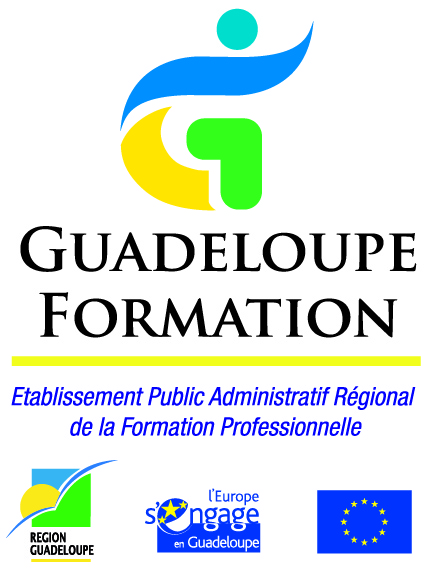 GUADELOUPE
FORMATION
Etablissement Public Administratif Régional
de la Formation Professionnelle
REGION
GUADELOUPE
l'Europe
s'engage
en Guadeloupe